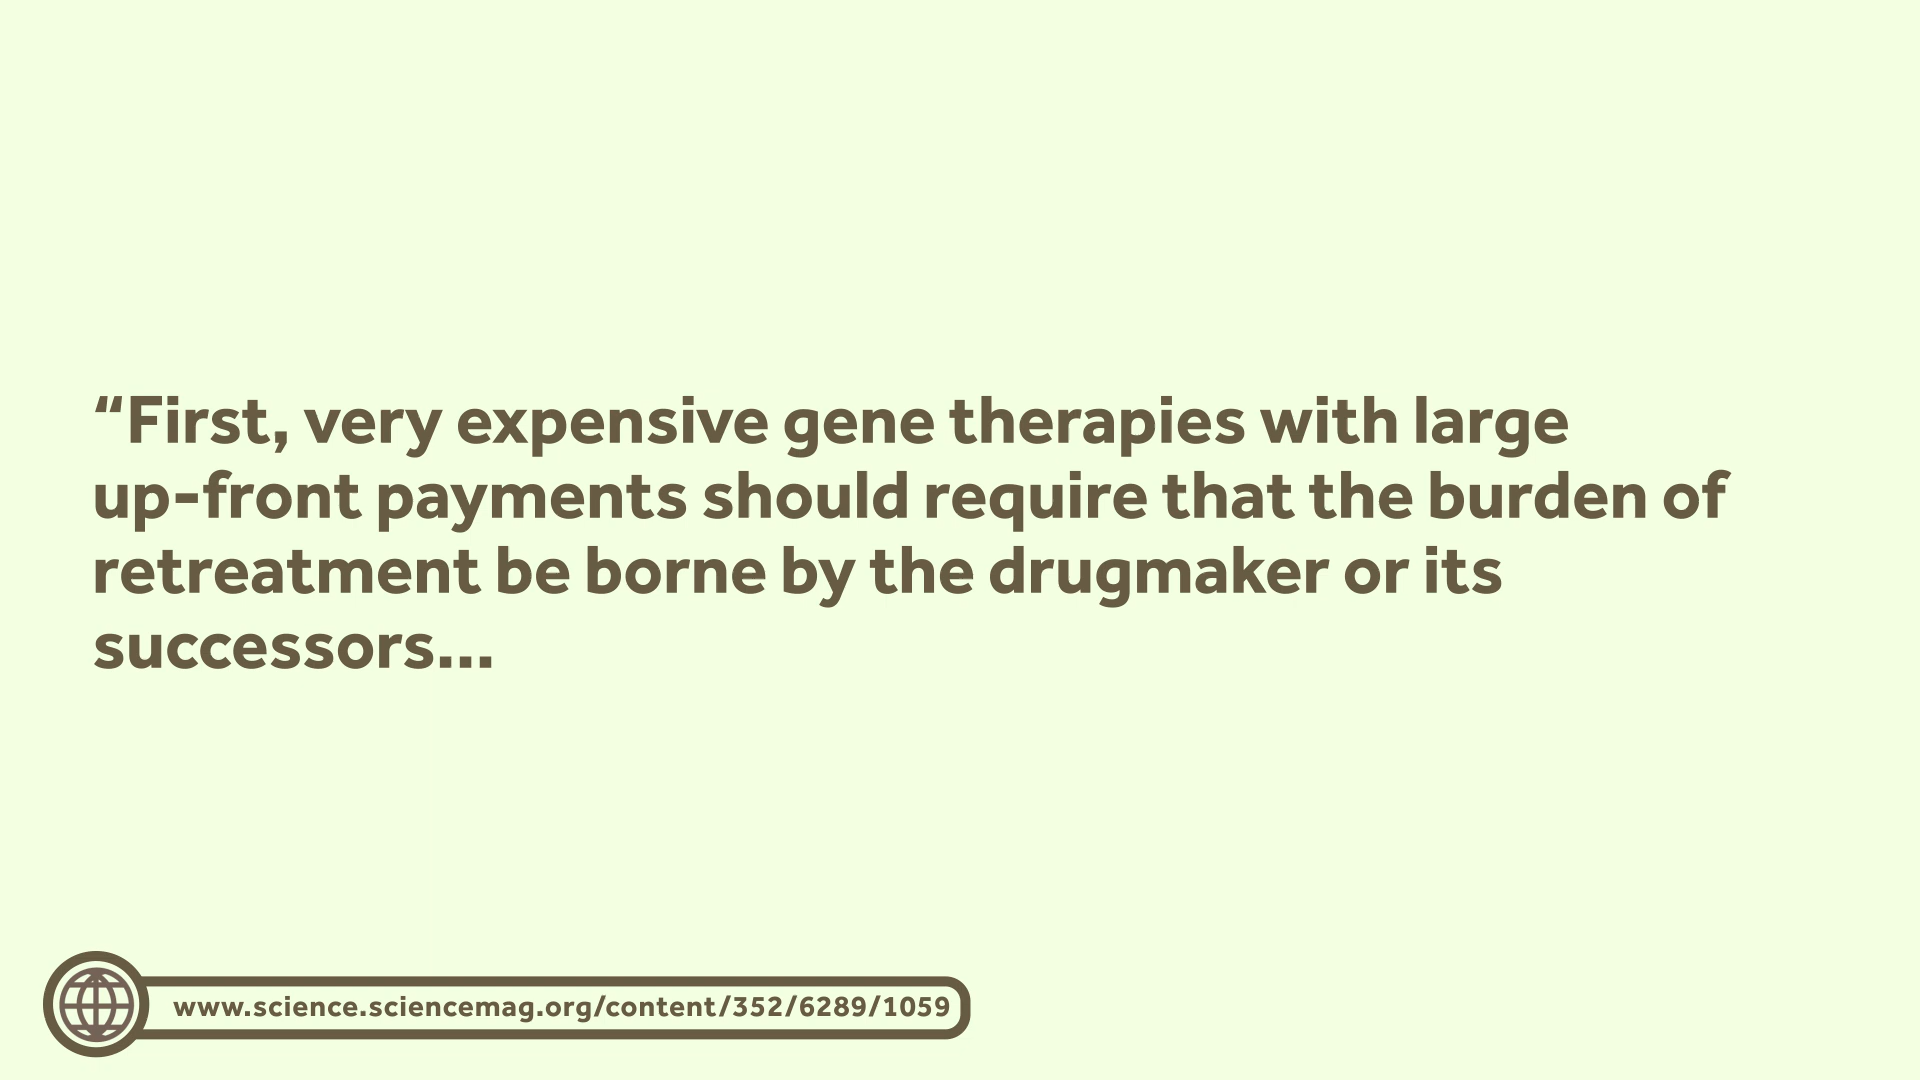 “First, very expensive gene therapies with large
up-front payments should require that the burden of
retreatment be borne by the drugmaker or its
successors...
www.science.sciencemag.org/content/352/6289/1059